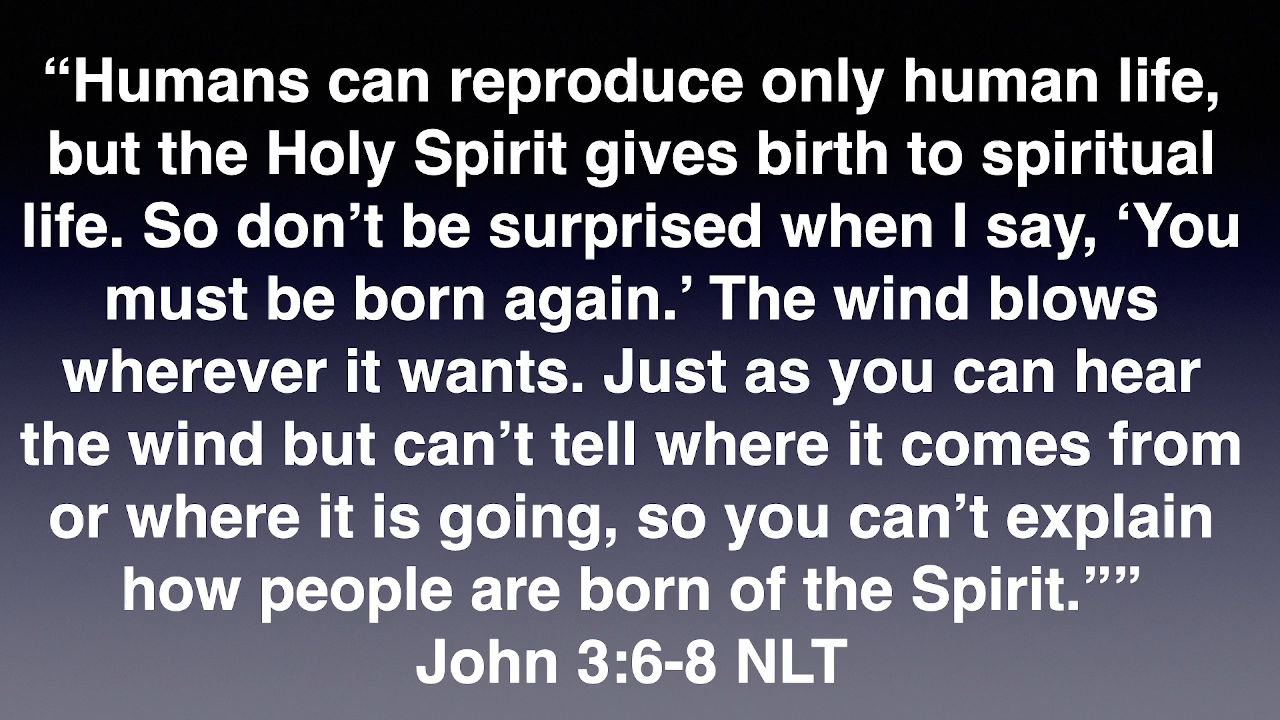 “Humans can reproduce only human life,
but the Holy Spirit gives birth to spiritual
life. So don’t be surprised when I say, ‘You
must be born again.’ The wind blows
wherever it wants. Just as you can hear
the wind but can’t tell where it comes from
or where it is going, so you can’t explain
how people are born of the Spirit.””
John 3:6-8 NLT